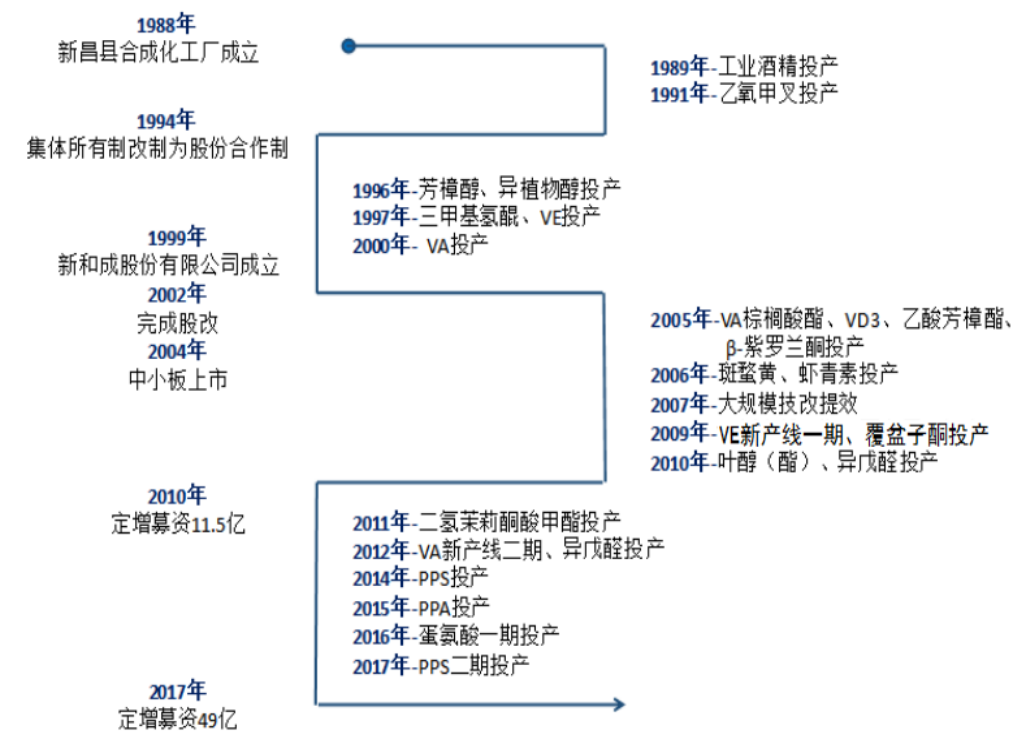 1988年
新昌县合成化工厂成立
1989年-工业酒精投产
1991年-乙氧甲叉投产
1994年
集体所有制改制为股份合作制
1996年-芳樟醇、异植物醇投产
1997年-三甲基氢醌、VE投产
2000年- VA投产
1999年
新和成股份有限公司成立
2002年
完成股改
2004年
中小板上市
2005年-VA棕榈酸酯、VD3、乙酸芳樟酯、
β-紫罗兰酮投产
2006年-斑蝥黄、虾青素投产
2007年-大规模技改提效
2009年-VE新产线一期、覆盆子酮投产
2010年-叶醇（酯）、异戊醛投产
2010年
定增募资11.5亿
2011年-二氢茉莉酮酸甲酯投产
2012年-VA新产线二期、异戊醛投产
2014年-PPS投产
2015年-PPA投产
2016年-蛋氨酸一期投产
2017年-PPS二期投产
2017年
定增募资49亿